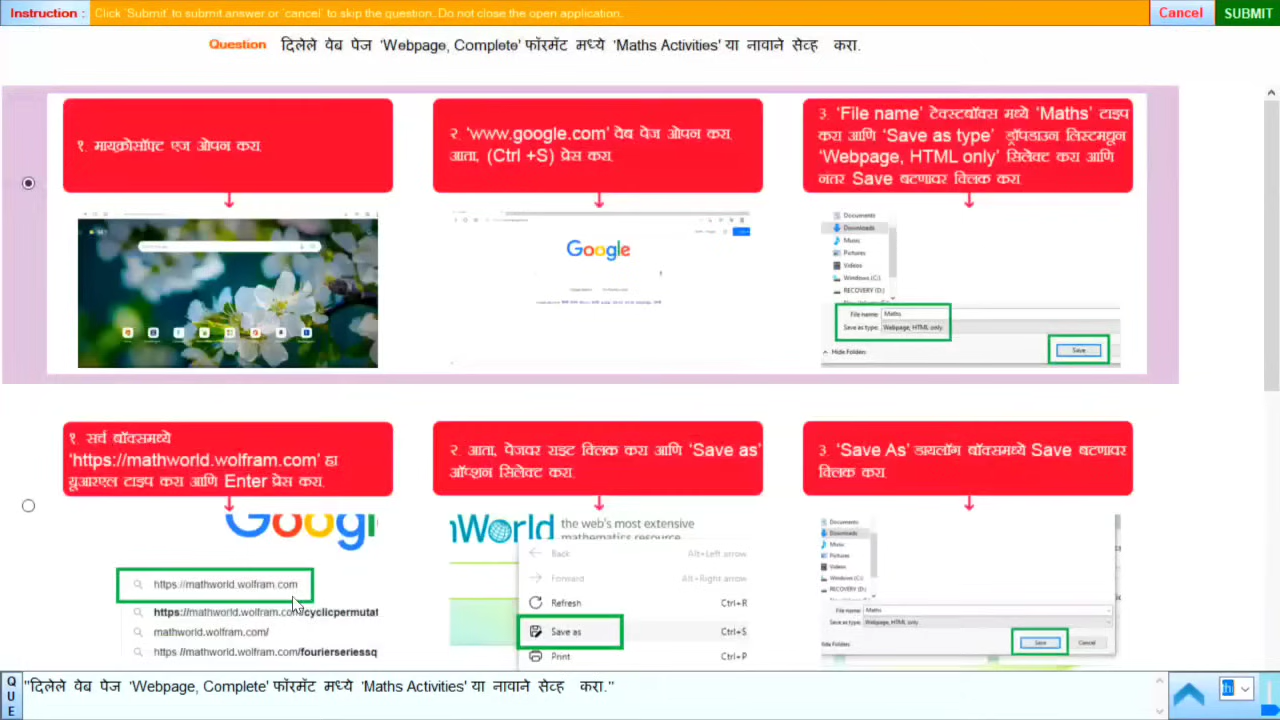 Instruction :
Click 'Submit' to submit answer or 'cancel' to skip the question. Do not close the open application.
Cancel
SUBMIT
Question दिलेले वेब पेज 'Webpage, Complete' फॉरमॅट मध्ये 'Maths Activities' या नावाने सेव्ह करा.
१. मायक्रोसॉफ्ट एज ओपन करा.
२. 'www.google.com' वेब पेज ओपन करा.
आता, (Ctrl +S) प्रेस करा.
3. 'File name' टेक्स्टबॉक्स मध्ये 'Maths' टाइप
करा आणि 'Save as type' ड्रॉपडाउन लिस्टमधून
'Webpage, HTML only' सिलेक्ट करा आणि
नंतर Save बटणावर क्लिक करा.
Google
Documents
Downloads
Music
Pictures
Videos
Windows (C:)
RECOVERY (D:)
File name: Maths
Save as type: Webpage, HTML only
Hide Folders
Save
१. सर्च बॉक्समध्ये
'https://mathworld.wolfram.com' हा
यूआरएल टाइप करा आणि Enter प्रेस करा.
२. आता, पेजवर राइट क्लिक करा आणि 'Save as'
ऑप्शन सिलेक्ट करा.
3. 'Save As' डायलॉग बॉक्समध्ये Save बटणावर
क्लिक करा.
Googl
https://mathworld.wolfram.com
https://mathworld.wolfram.com/cyclicpermutat
mathworld.wolfram.com/
https://mathworld.wolfram.com/fourierseriessq
nWorld the web's most extensive
mathematics resource
Back Alt+Left arrow
Forward Alt+Right arrow
Refresh Ctrl+R
Save as Ctrl+S
Print Ctrl+P
Documents
Downloads
Music
Pictures
Videos
Windows (C:)
RECOVERY (D:)
File name: Maths
Save as type: Webpage, HTML only
Hide Folders
Save
Cancel
QUE
"दिलेले वेब पेज 'Webpage, Complete' फॉरमॅट मध्ये 'Maths Activities' या नावाने सेव्ह करा."